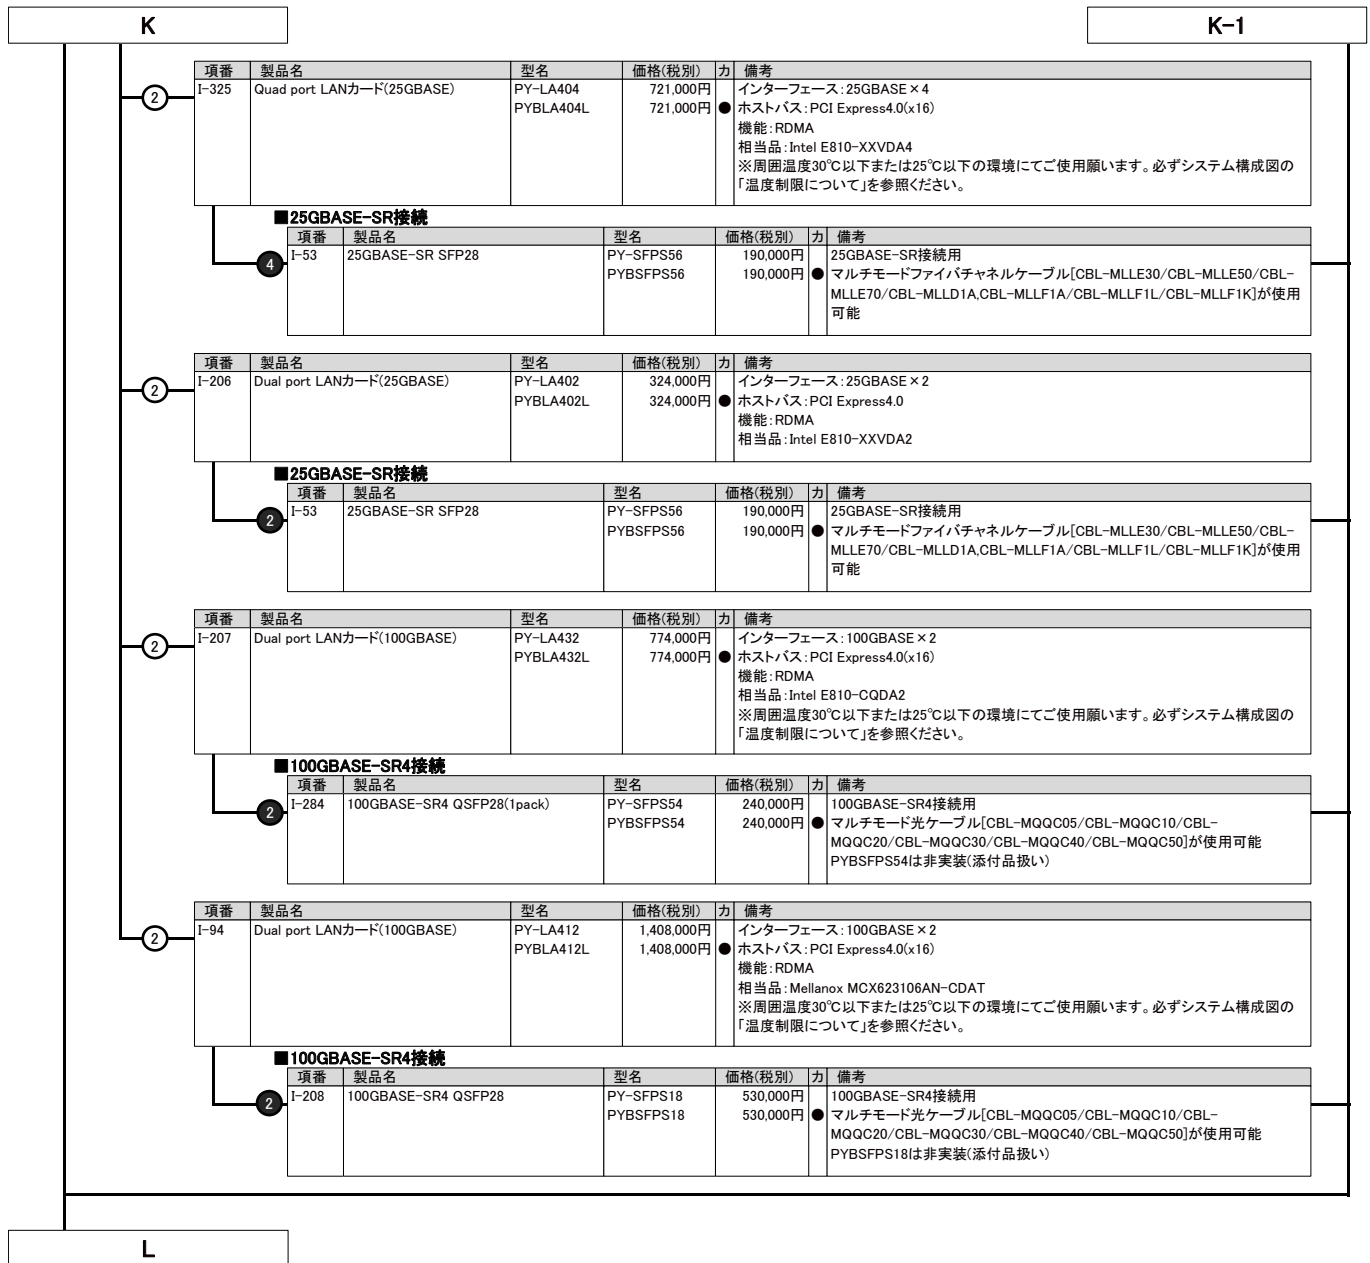 K
K-1
項番 製品名 型名 価格(税別) カ 備考
② I-325 Quad port LANカード(25GBASE) PY-LA404 721,000円 インターフェース:25GBASE×4
PYBLA404L 721,000円 ● ホストバス:PCI Express4.0(x16)
機能:RDMA
相当品:Intel E810-XXVDA4
※周囲温度30℃以下または25℃以下の環境にてご使用願います。必ずシステム構成図の
「温度制限について」を参照ください。
■25GBASE-SR接続
項番 製品名 型名 価格(税別) カ 備考
4 I-53 25GBASE-SR SFP28 PY-SFPS56 190,000円 25GBASE-SR接続用
PYBSFPS56 190,000円 ● マルチモードファイバチャネルケーブル[CBL-MLLE30/CBL-MLLE50/CBL-
MLLE70/CBL-MLLD1A,CBL-MLLF1A/CBL-MLLF1L/CBL-MLLF1K]が使用
可能
項番 製品名 型名 価格(税別) カ 備考
② I-206 Dual port LANカード(25GBASE) PY-LA402 324,000円 インターフェース:25GBASE×2
PYBLA402L 324,000円 ● ホストバス:PCI Express4.0
機能:RDMA
相当品:Intel E810-XXVDA2
■25GBASE-SR接続
項番 製品名 型名 価格(税別) カ 備考
2 I-53 25GBASE-SR SFP28 PY-SFPS56 190,000円 25GBASE-SR接続用
PYBSFPS56 190,000円 ● マルチモードファイバチャネルケーブル[CBL-MLLE30/CBL-MLLE50/CBL-
MLLE70/CBL-MLLD1A,CBL-MLLF1A/CBL-MLLF1L/CBL-MLLF1K]が使用
可能
項番 製品名 型名 価格(税別) カ 備考
② I-207 Dual port LANカード(100GBASE) PY-LA432 774,000円 インターフェース:100GBASE×2
PYBLA432L 774,000円 ● ホストバス:PCI Express4.0(x16)
機能:RDMA
相当品:Intel E810-CQDA2
※周囲温度30℃以下または25℃以下の環境にてご使用願います。必ずシステム構成図の
「温度制限について」を参照ください。
■100GBASE-SR4接続
項番 製品名 型名 価格(税別) カ 備考
2 I-284 100GBASE-SR4 QSFP28(1pack) PY-SFPS54 240,000円 100GBASE-SR4接続用
PYBSFPS54 240,000円 ● マルチモード光ケーブル[CBL-MQQC05/CBL-MQQC10/CBL-
MQQC20/CBL-MQQC30/CBL-MQQC40/CBL-MQQC50]が使用可能
PYBSFPS54は非実装(添付品扱い)
項番 製品名 型名 価格(税別) カ 備考
② I-94 Dual port LANカード(100GBASE) PY-LA412 1,408,000円 インターフェース:100GBASE×2
PYBLA412L 1,408,000円 ● ホストバス:PCI Express4.0(x16)
機能:RDMA
相当品:Mellanox MCX623106AN-CDAT
※周囲温度30℃以下または25℃以下の環境にてご使用願います。必ずシステム構成図の
「温度制限について」を参照ください。
■100GBASE-SR4接続
項番 製品名 型名 価格(税別) カ 備考
2 I-208 100GBASE-SR4 QSFP28 PY-SFPS18 530,000円 100GBASE-SR4接続用
PYBSFPS18 530,000円 ● マルチモード光ケーブル[CBL-MQQC05/CBL-MQQC10/CBL-
MQQC20/CBL-MQQC30/CBL-MQQC40/CBL-MQQC50]が使用可能
PYBSFPS18は非実装(添付品扱い)
L